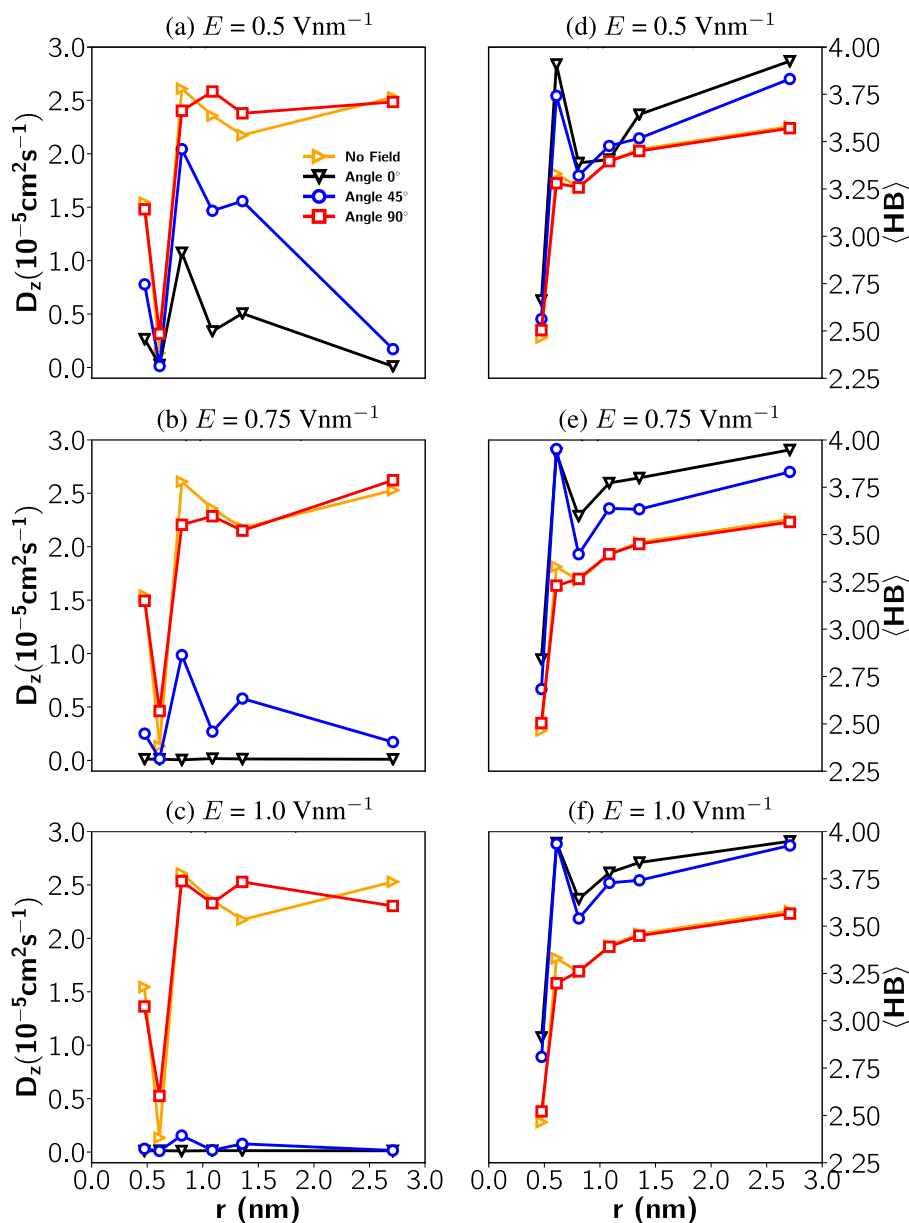 (a) E = 0.5 Vnm⁻¹
3.0
2.5
2.0
1.5
1.0
0.5
0.0
D_z(10⁻⁵cm²s⁻¹)
No Field
Angle 0°
Angle 45°
Angle 90°
(d) E = 0.5 Vnm⁻¹
4.00
3.75
3.50
3.25
3.00
2.75
2.50
2.25
⟨HB⟩
(b) E = 0.75 Vnm⁻¹
3.0
2.5
2.0
1.5
1.0
0.5
0.0
D_z(10⁻⁵cm²s⁻¹)
(e) E = 0.75 Vnm⁻¹
4.00
3.75
3.50
3.25
3.00
2.75
2.50
2.25
⟨HB⟩
(c) E = 1.0 Vnm⁻¹
3.0
2.5
2.0
1.5
1.0
0.5
0.0
D_z(10⁻⁵cm²s⁻¹)
0.0 0.5 1.0 1.5 2.0 2.5 3.0
r (nm)
(f) E = 1.0 Vnm⁻¹
4.00
3.75
3.50
3.25
3.00
2.75
2.50
2.25
⟨HB⟩
0.0 0.5 1.0 1.5 2.0 2.5 3.0
r (nm)